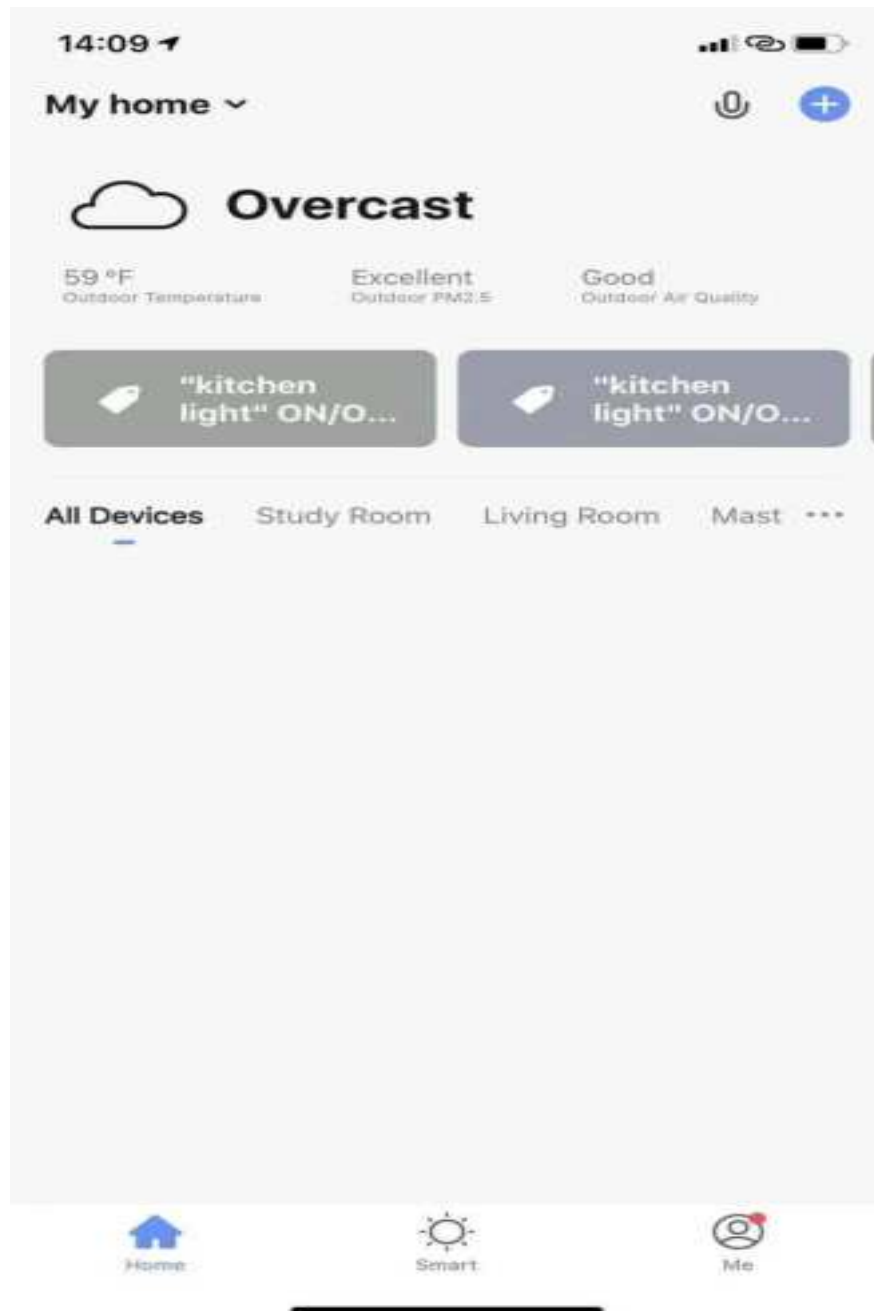 14:09
My home
Overcast
59 °F Excellent Good
Outdoor Temperature Outdoor PM2.5 Outdoor Air Quality
"kitchen "kitchen
light" ON/O... light" ON/O...
All Devices Study Room Living Room Mast ...
Home Smart Me